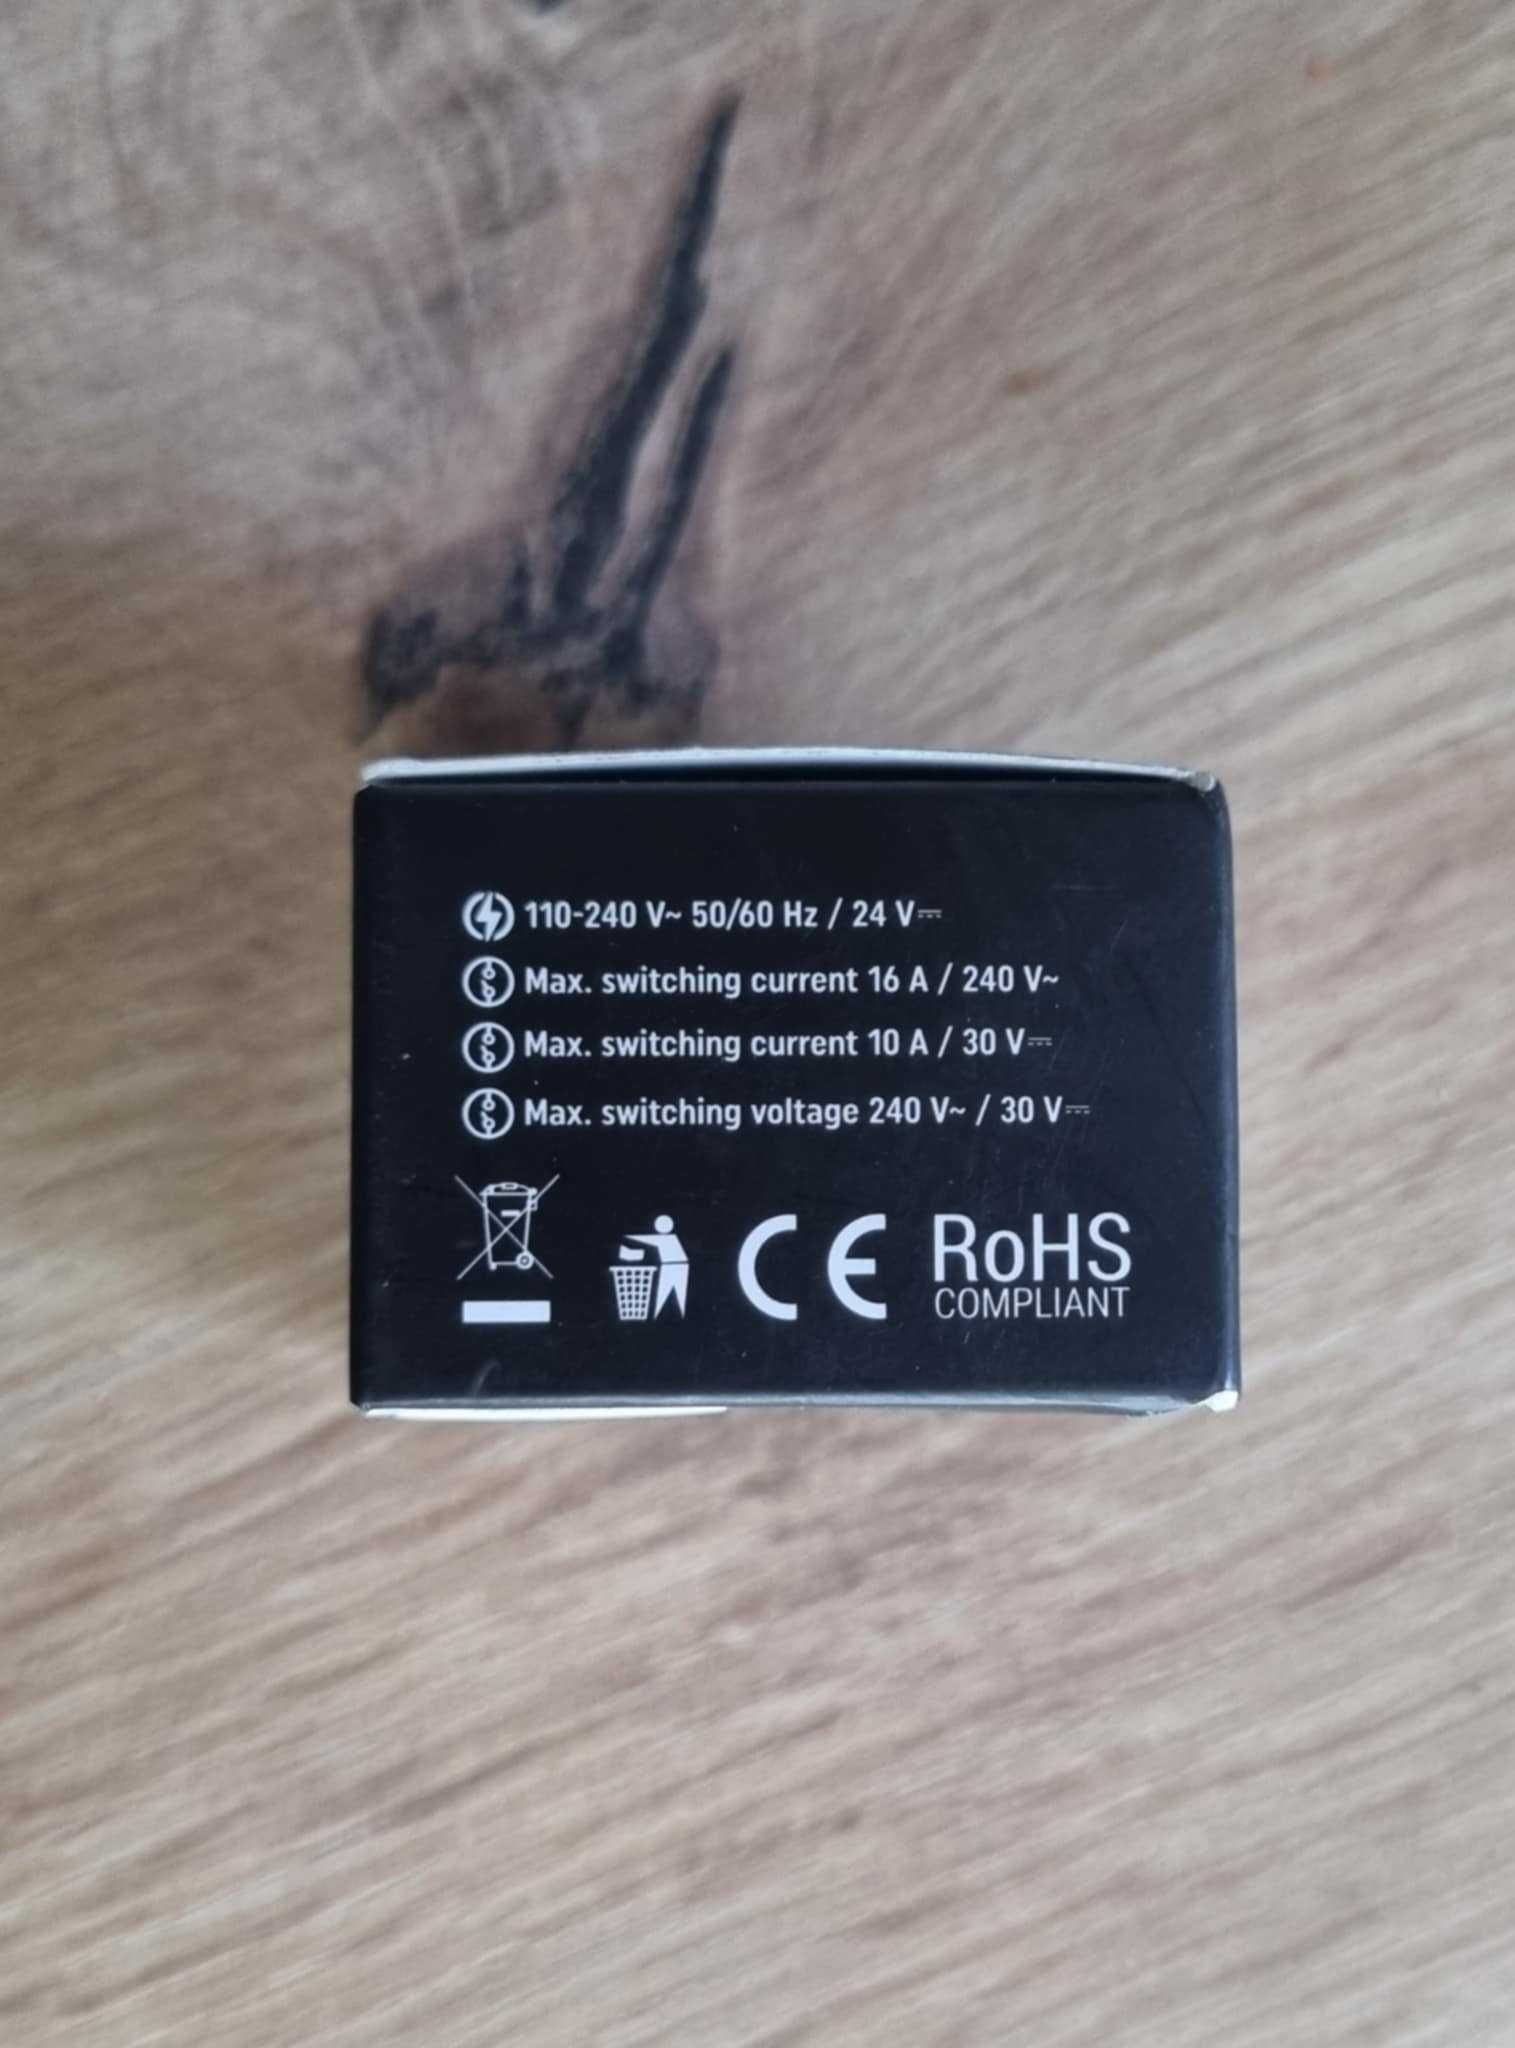 110-240 V~ 50/60 Hz / 24 V⎓
Max. switching current 16 A / 240 V~
Max. switching current 10 A / 30 V⎓
Max. switching voltage 240 V~ / 30 V⎓
CE
RoHS
COMPLIANT